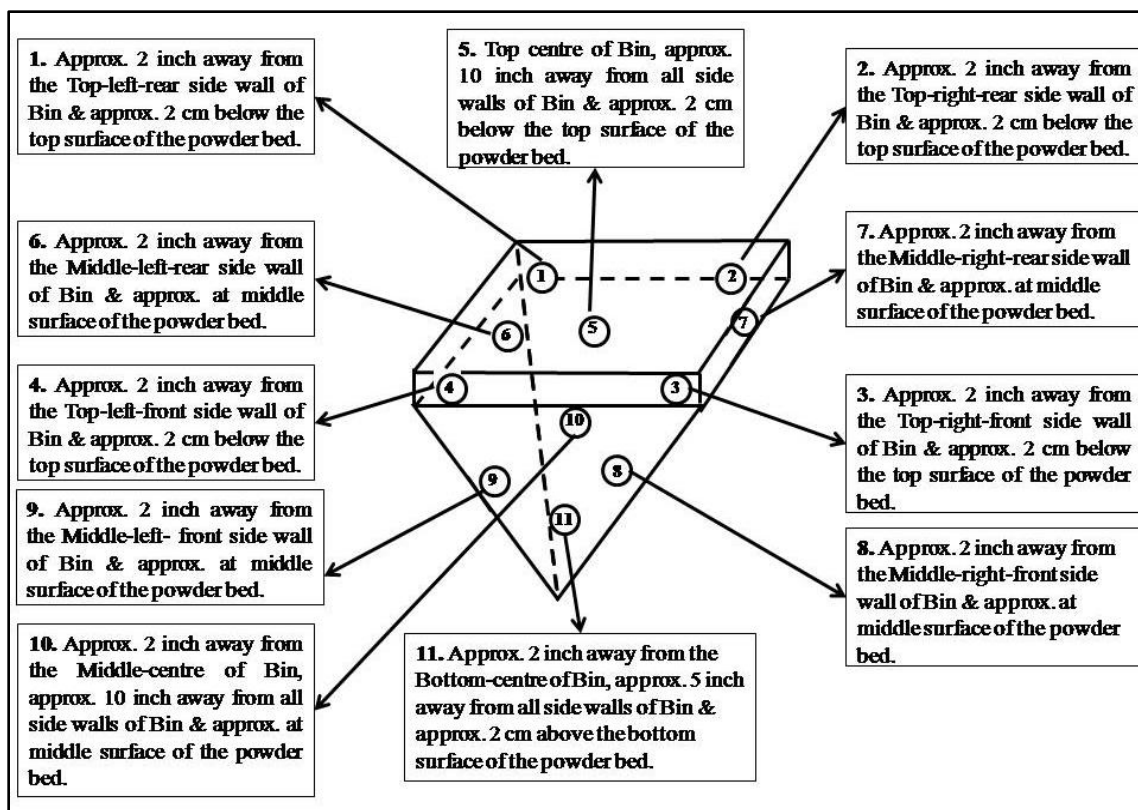 1. Approx. 2 inch away from
the Top-left-rear side wall of
Bin & approx. 2 cm below the
top surface of the powder bed.
5. Top centre of Bin, approx.
10 inch away from all side
walls of Bin & approx. 2 cm
below the top surface of the
powder bed.
2. Approx. 2 inch away from
the Top-right-rear side wall of
Bin & approx. 2 cm below the
top surface of the powder bed.
6. Approx. 2 inch away from
the Middle-left-rear side wall
of Bin & approx. at middle
surface of the powder bed.
7. Approx. 2 inch away from
the Middle-right-rear side wall
of Bin & approx. at middle
surface of the powder bed.
1
2
6
5
7
4. Approx. 2 inch away from
the Top-left-front side wall of
Bin & approx. 2 cm below the
top surface of the powder bed.
4
3
3. Approx. 2 inch away from
the Top-right-front side wall
of Bin & approx. 2 cm below
the top surface of the powder
bed.
10
9
8
11
9. Approx. 2 inch away from
the Middle-left- front side wall
of Bin & approx. at middle
surface of the powder bed.
8. Approx. 2 inch away from
the Middle-right-front side
wall of Bin & approx. at
middle surface of the powder
bed.
10. Approx. 2 inch away from
the Middle-centre of Bin,
approx. 10 inch away from all
side walls of Bin & approx. at
middle surface of the powder
bed.
11. Approx. 2 inch away from the
Bottom-centre of Bin, approx. 5 inch
away from all side walls of Bin &
approx. 2 cm above the bottom
surface of the powder bed.